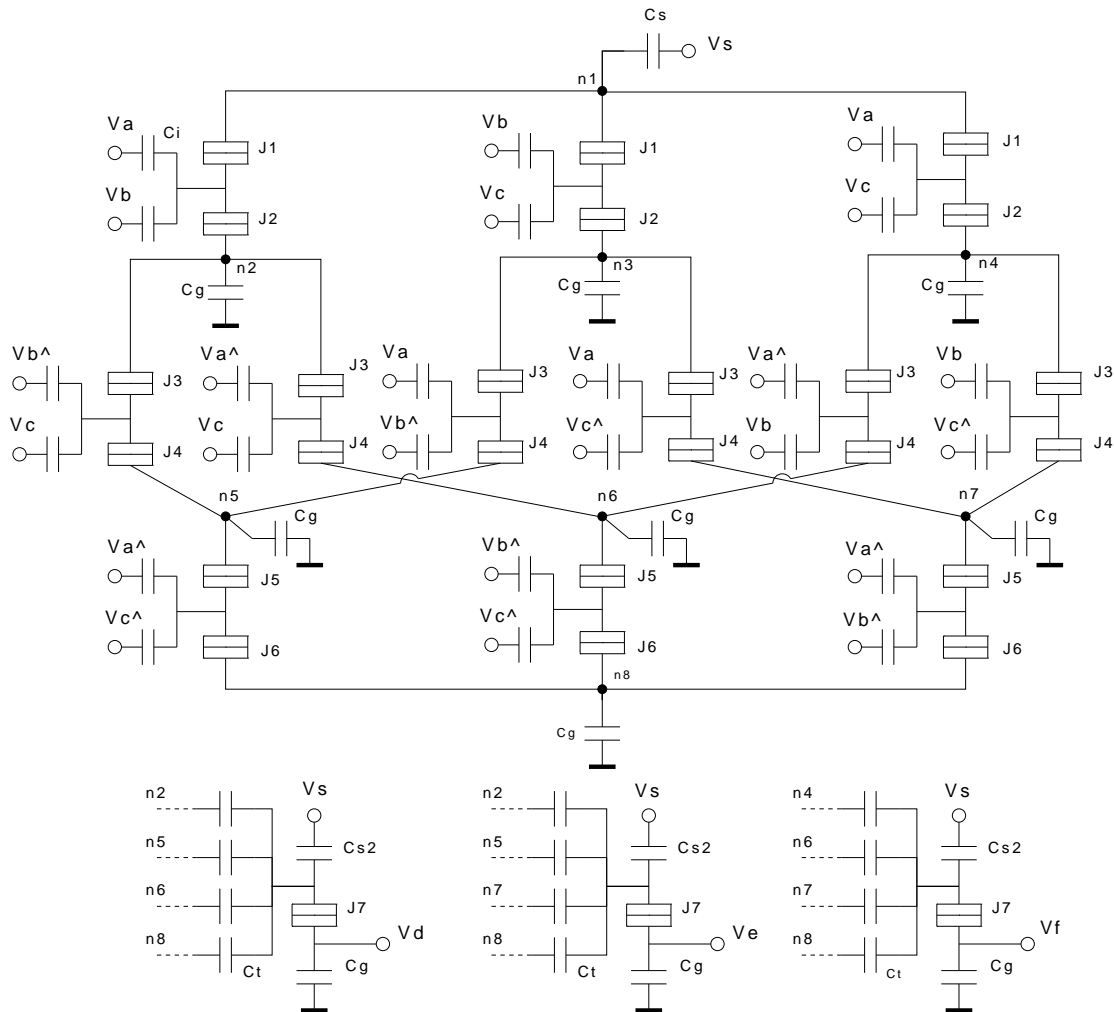 Cs
Vs
n1
Va Ci J1
Vb J1
Va J1
Vb J2
Vc J2
Vc J2
n2
n3
n4
Cg
Cg
Cg
Vb^ J3
Va^ J3
Va J3
Va J3
Va^ J3
Vb J3
Vc J4
Vc J4
Vb^ J4
Vc^ J4
Vb J4
Vc^ J4
n5
n6
n7
Cg
Cg
Cg
Va^ J5
Vb^ J5
Va^ J5
Vc^ J6
Vc^ J6
Vb^ J6
n8
Cg
n2 Vs
n2 Vs
n4 Vs
n5 Cs2
n5 Cs2
n6 Cs2
n6 J7
n7 J7
n7 J7
Vd
Ve
Vf
n8 Ct Cg
n8 Ct Cg
n8 Ct Cg